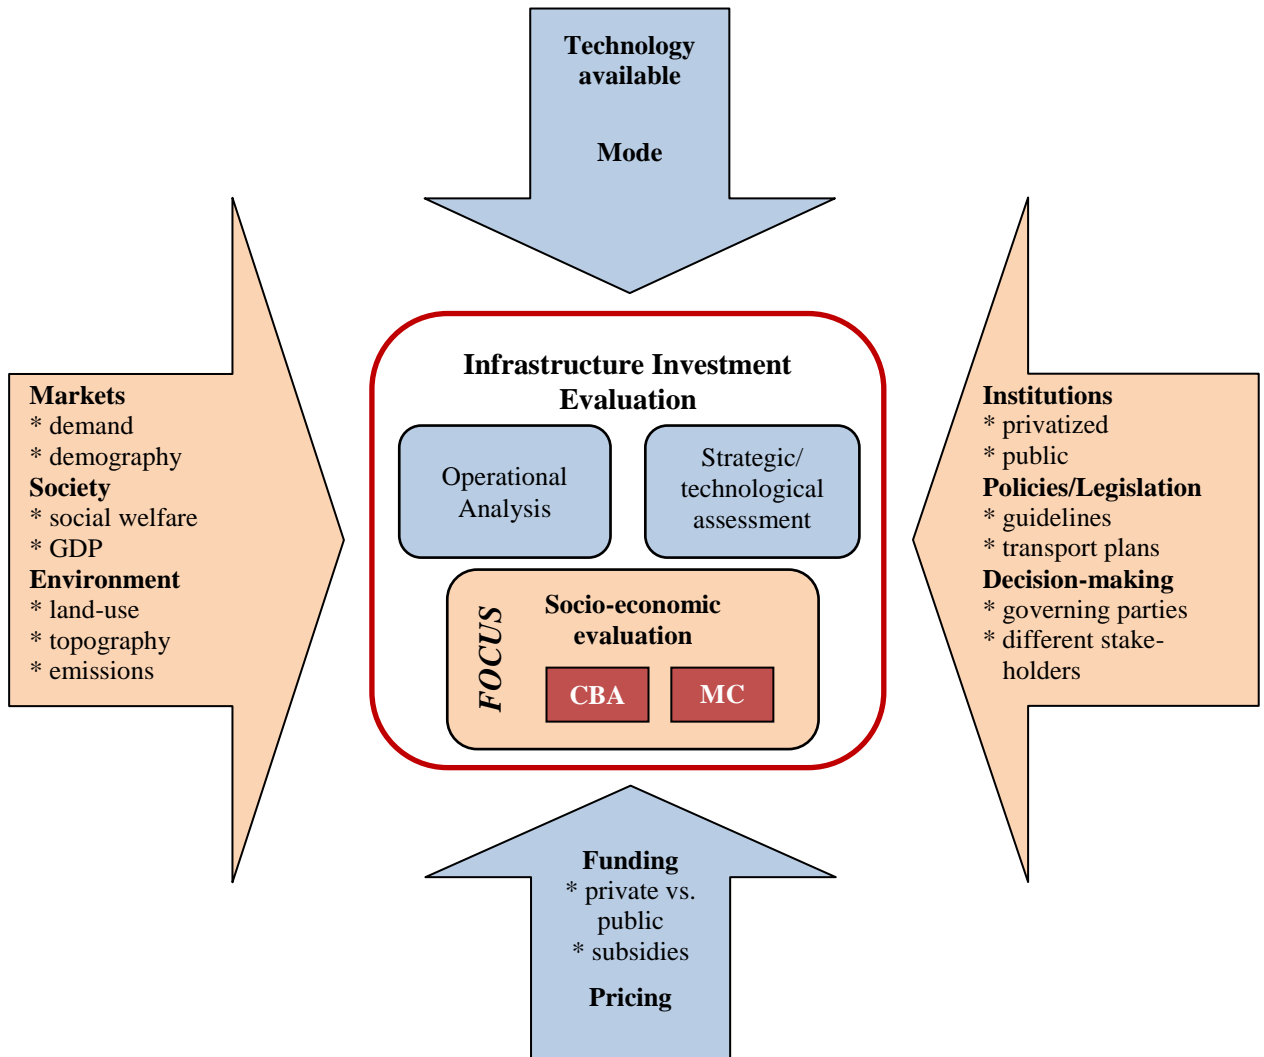 Technology
available
Mode
Markets
* demand
* demography
Society
* social welfare
* GDP
Environment
* land-use
* topography
* emissions
Infrastructure Investment
Evaluation
Operational
Analysis
Strategic/
technological
assessment
FOCUS
Socio-economic
evaluation
CBA
MC
Institutions
* privatized
* public
Policies/Legislation
* guidelines
* transport plans
Decision-making
* governing parties
* different stake-
holders
Funding
* private vs.
public
* subsidies
Pricing